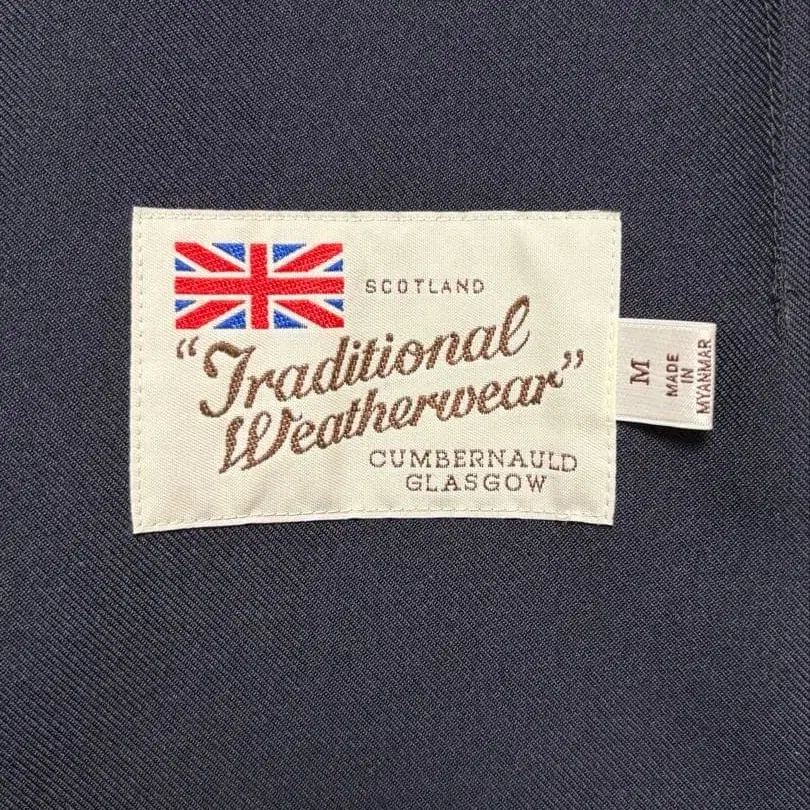 SCOTLAND
“Traditional
Weatherwear”
CUMBERNAULD
GLASGOW
M
MADE
IN
MYANMAR